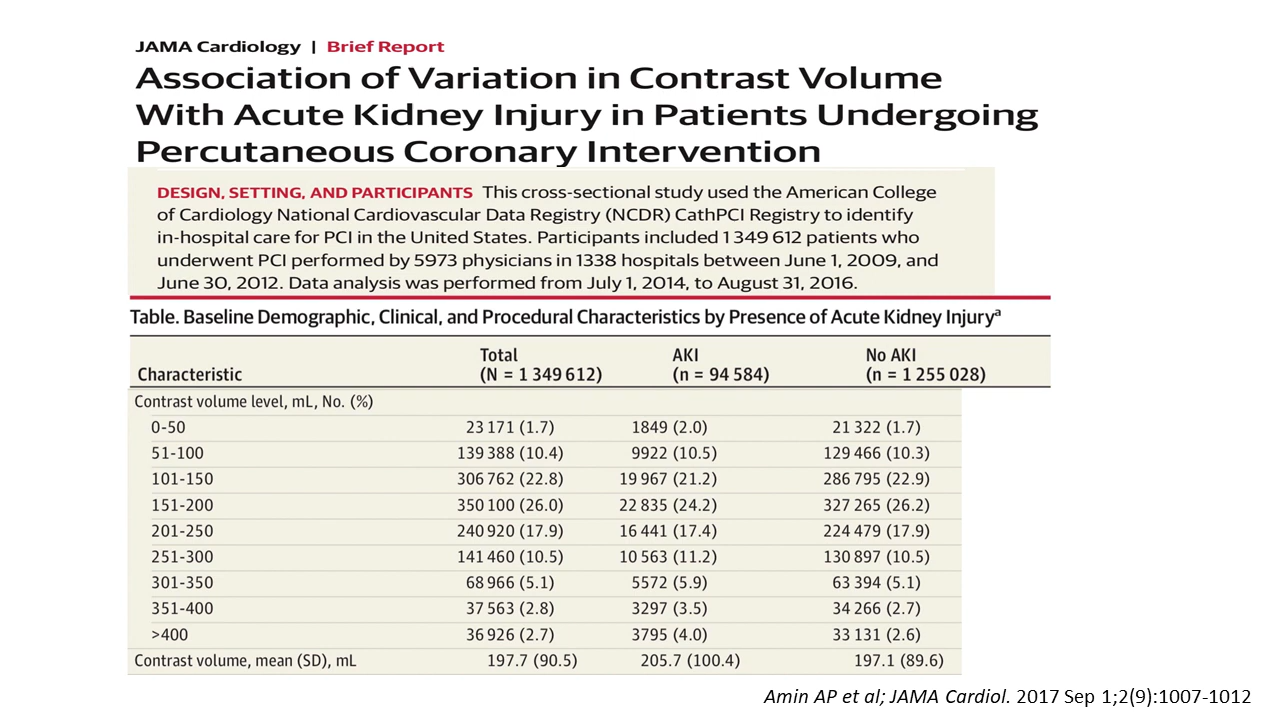 JAMA Cardiology | Brief Report
Association of Variation in Contrast Volume
With Acute Kidney Injury in Patients Undergoing
Percutaneous Coronary Intervention
DESIGN, SETTING, AND PARTICIPANTS This cross-sectional study used the American College
of Cardiology National Cardiovascular Data Registry (NCDR) CathPCI Registry to identify
in-hospital care for PCI in the United States. Participants included 1 349 612 patients who
underwent PCI performed by 5973 physicians in 1338 hospitals between June 1, 2009, and
June 30, 2012. Data analysis was performed from July 1, 2014, to August 31, 2016.
Table. Baseline Demographic, Clinical, and Procedural Characteristics by Presence of Acute Kidney Injuryª
Total AKI No AKI
Characteristic (N = 1 349 612) (n = 94 584) (n = 1 255 028)
Contrast volume level, mL, No. (%)
0-50 23 171 (1.7) 1849 (2.0) 21 322 (1.7)
51-100 139 388 (10.4) 9922 (10.5) 129 466 (10.3)
101-150 306 762 (22.8) 19 967 (21.2) 286 795 (22.9)
151-200 350 100 (26.0) 22 835 (24.2) 327 265 (26.2)
201-250 240 920 (17.9) 16 441 (17.4) 224 479 (17.9)
251-300 141 460 (10.5) 10 563 (11.2) 130 897 (10.5)
301-350 68 966 (5.1) 5572 (5.9) 63 394 (5.1)
351-400 37 563 (2.8) 3297 (3.5) 34 266 (2.7)
>400 36 926 (2.7) 3795 (4.0) 33 131 (2.6)
Contrast volume, mean (SD), mL 197.7 (90.5) 205.7 (100.4) 197.1 (89.6)
Amin AP et al; JAMA Cardiol. 2017 Sep 1;2(9):1007-1012